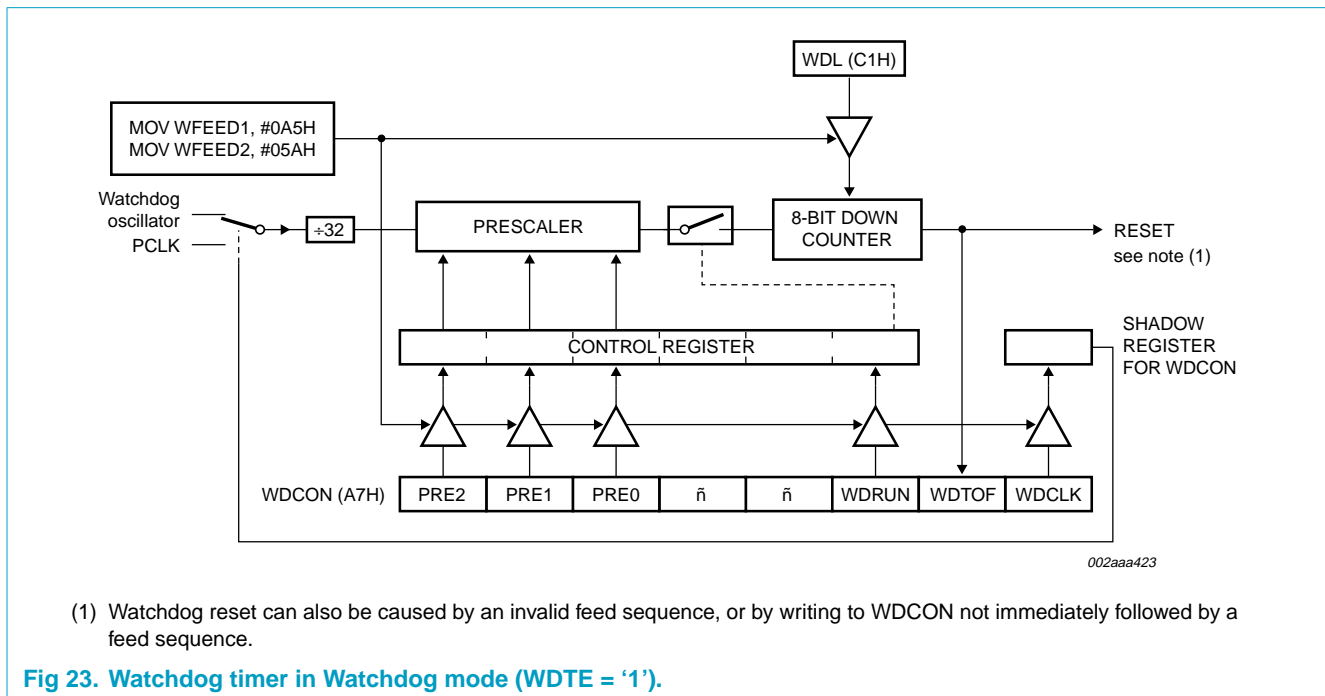 WDL (C1H)
MOV WFEED1, #0A5H
MOV WFEED2, #05AH
Watchdog
oscillator
PCLK
÷32
PRESCALER
8-BIT DOWN
COUNTER
RESET
see note (1)
CONTROL REGISTER
SHADOW
REGISTER
FOR WDCON
WDCON (A7H)
PRE2
PRE1
PRE0
ñ
ñ
WDRUN
WDTOF
WDCLK
002aaa423
(1) Watchdog reset can also be caused by an invalid feed sequence, or by writing to WDCON not immediately followed by a
feed sequence.
Fig 23. Watchdog timer in Watchdog mode (WDTE = ‘1’).